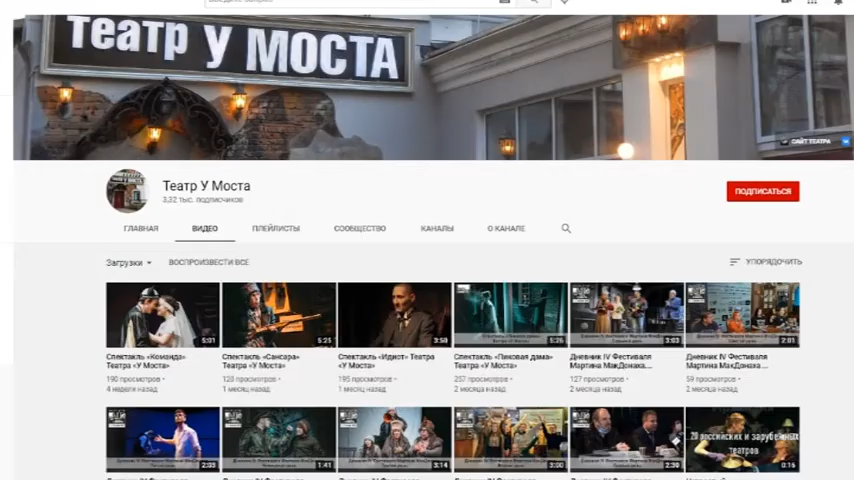 Театр У МОСТА
САЙТ ТЕАТРА
Театр У Моста
3,32 тыс. подписчиков
ПОДПИСАТЬСЯ
ГЛАВНАЯ ВИДЕО ПЛЕЙЛИСТЫ СООБЩЕСТВО КАНАЛЫ О КАНАЛЕ
Загрузки ВОСПРОИЗВЕСТИ ВСЕ УПОРЯДОЧИТЬ
5:01 5:25 3:58 5:26 3:03 2:01
Спектакль «Команда» Театра «У Моста»
190 просмотров •
4 недели назад
Спектакль «Сансара» Театра «У Моста»
120 просмотров •
1 месяц назад
Спектакль «Идиот» Театра «У Моста»
195 просмотров •
1 месяц назад
Спектакль «Пиковая дама» Театра «У Моста»
257 просмотров •
2 месяца назад
Дневник IV Фестиваля Мартина МакДонаха...
127 просмотров •
2 месяца назад
Дневник IV Фестиваля Мартина МакДонаха...
59 просмотров •
2 месяца назад
20 российских и зарубежных
театров
2:03 1:41 3:14 3:00 2:30 0:16